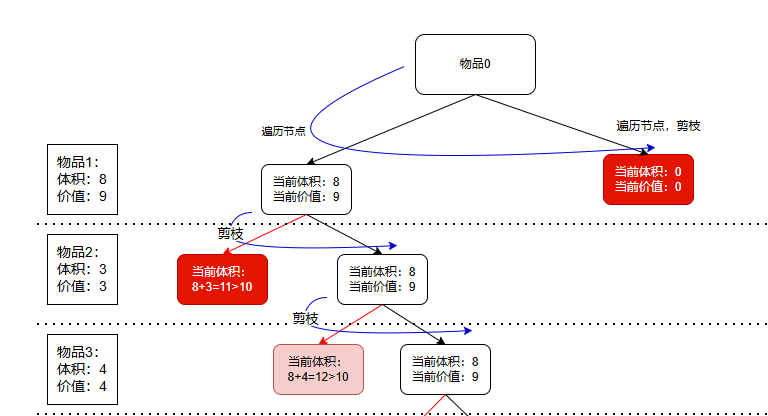 物品0
遍历节点，剪枝
遍历节点
物品1：
体积：8
价值：9
当前体积：8
当前价值：9
当前体积：0
当前价值：0
剪枝
物品2：
体积：3
价值：3
当前体积：
8+3=11>10
当前体积：8
当前价值：9
剪枝
物品3：
体积：4
价值：4
当前体积：
8+4=12>10
当前体积：8
当前价值：9